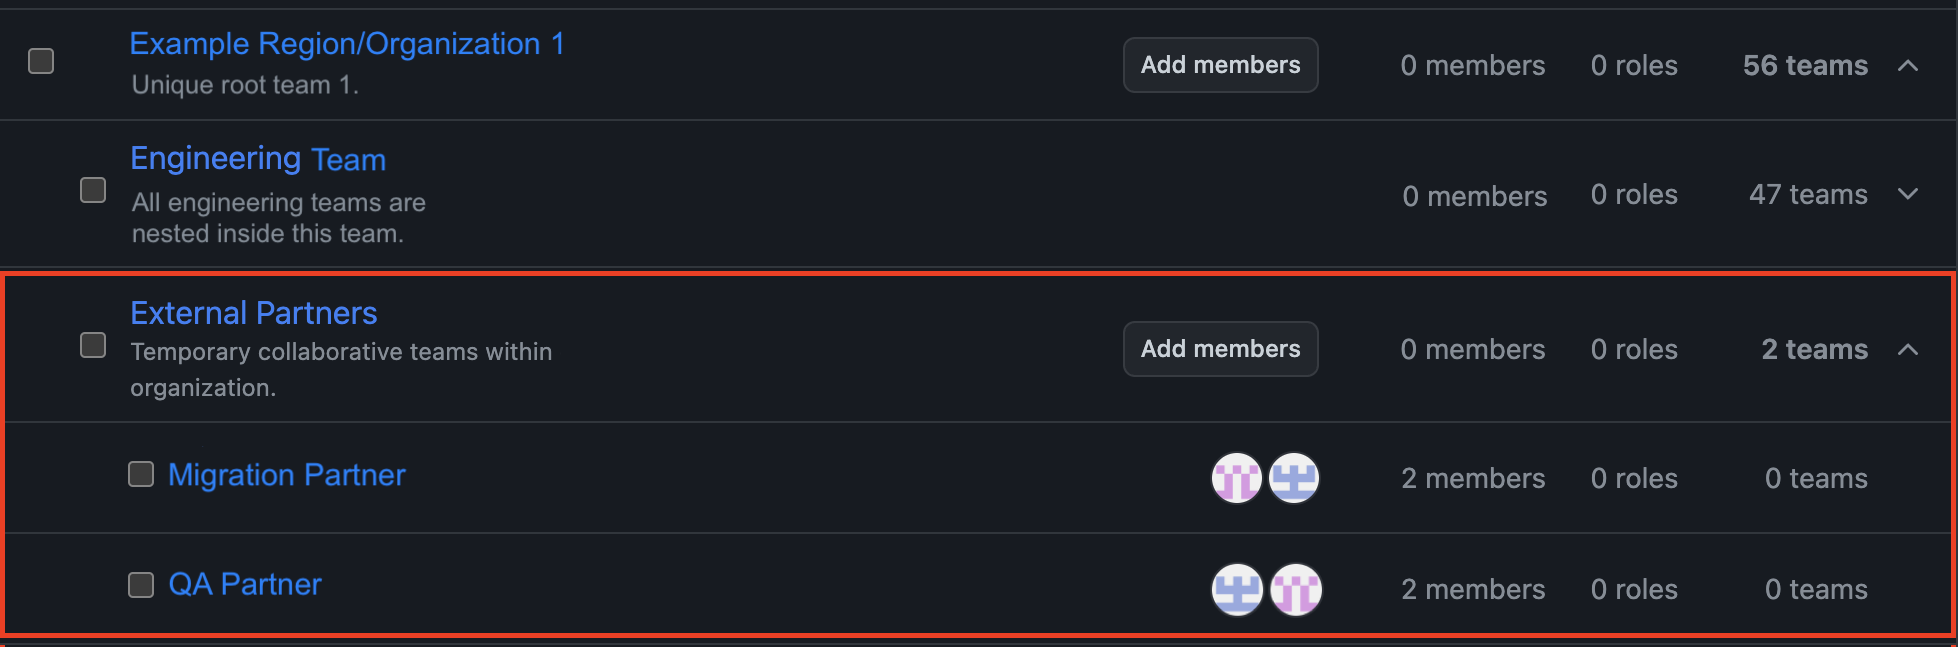 Example Region/Organization 1
Unique root team 1.
Add members
0 members
0 roles
56 teams
Engineering Team
All engineering teams are
nested inside this team.
0 members
0 roles
47 teams
External Partners
Temporary collaborative teams within
organization.
Add members
0 members
0 roles
2 teams
Migration Partner
2 members
0 roles
0 teams
QA Partner
2 members
0 roles
0 teams